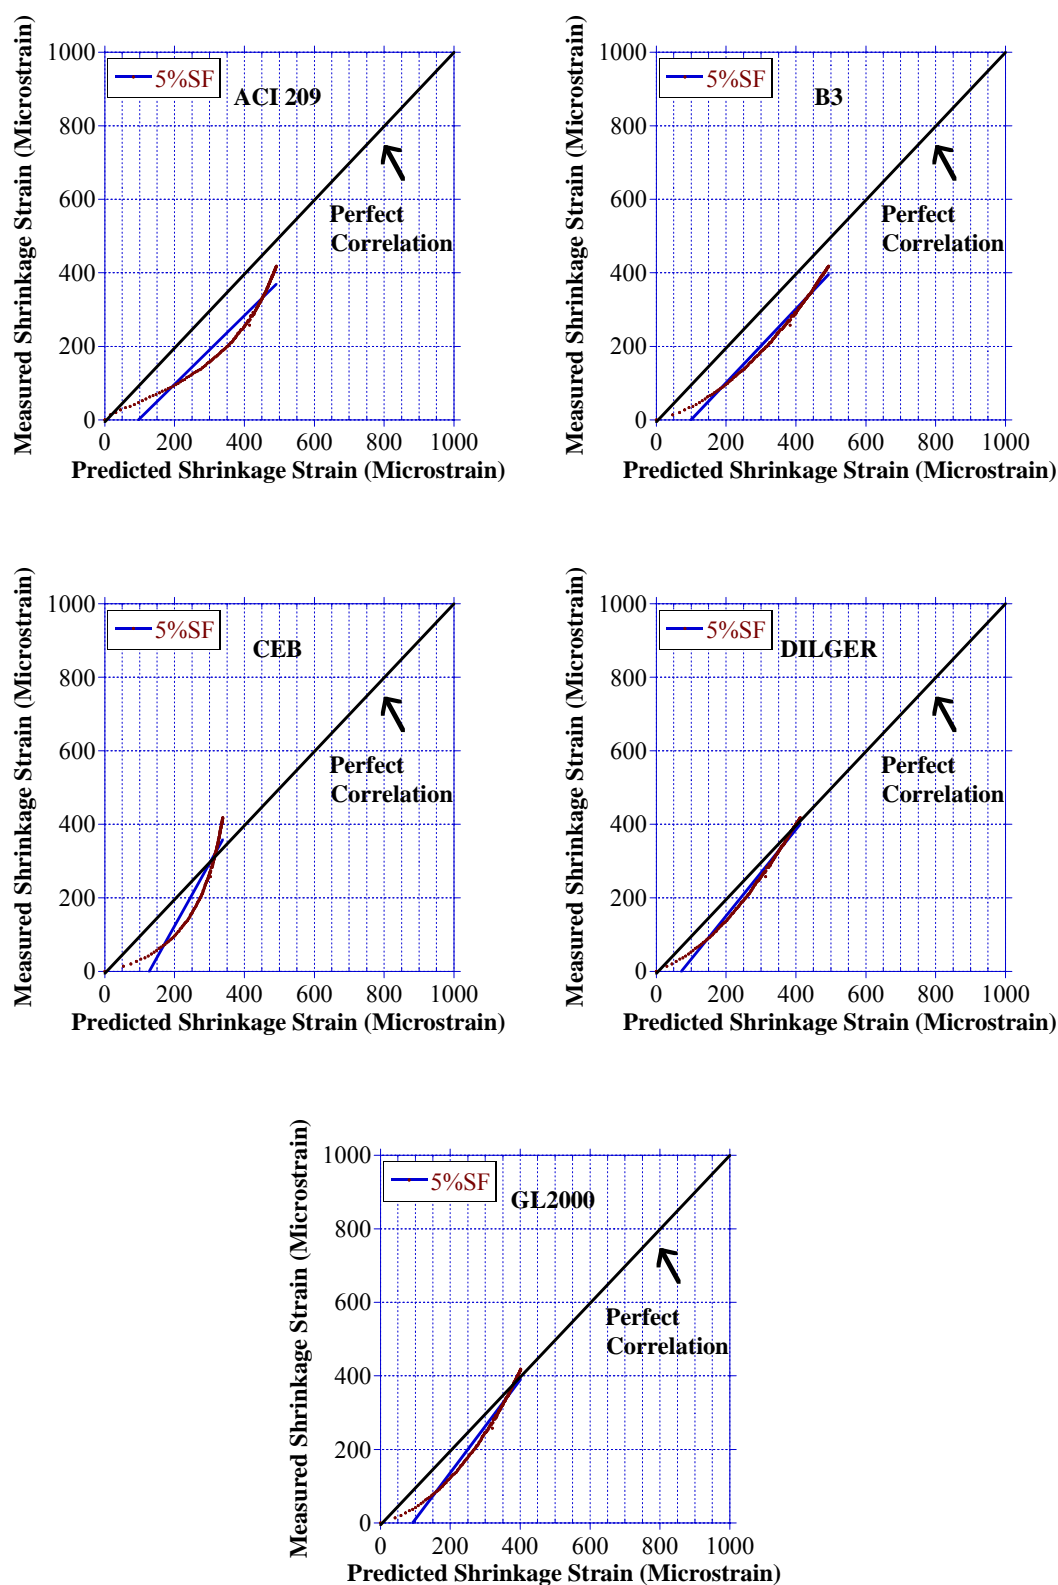 Measured Shrinkage Strain (Microstrain)
1000
800
600
400
200
0
5%SF
ACI 209
Perfect
Correlation
0 200 400 600 800 1000
Predicted Shrinkage Strain (Microstrain)
Measured Shrinkage Strain (Microstrain)
1000
800
600
400
200
0
5%SF
B3
Perfect
Correlation
0 200 400 600 800 1000
Predicted Shrinkage Strain (Microstrain)
Measured Shrinkage Strain (Microstrain)
1000
800
600
400
200
0
5%SF
CEB
Perfect
Correlation
0 200 400 600 800 1000
Predicted Shrinkage Strain (Microstrain)
Measured Shrinkage Strain (Microstrain)
1000
800
600
400
200
0
5%SF
DILGER
Perfect
Correlation
0 200 400 600 800 1000
Predicted Shrinkage Strain (Microstrain)
Measured Shrinkage Strain (Microstrain)
1000
800
600
400
200
0
5%SF
GL2000
Perfect
Correlation
0 200 400 600 800 1000
Predicted Shrinkage Strain (Microstrain)